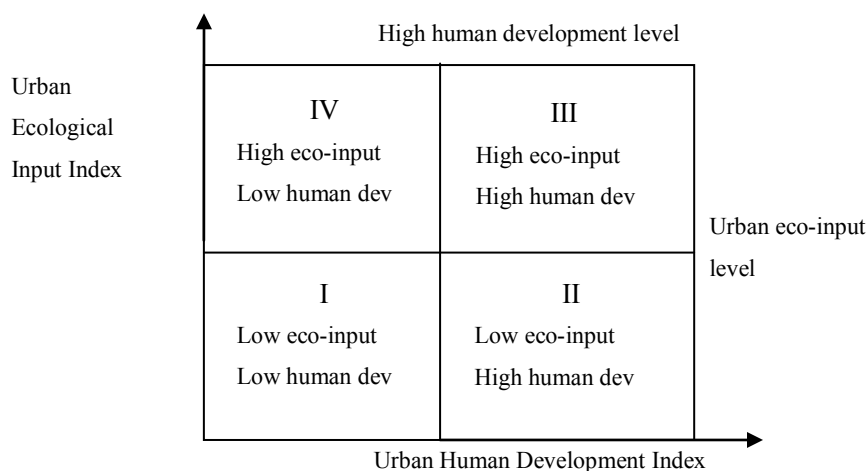 High human development level
Urban
Ecological
Input Index
IV
High eco-input
Low human dev
III
High eco-input
High human dev
Urban eco-input
level
I
Low eco-input
Low human dev
II
Low eco-input
High human dev
Urban Human Development Index